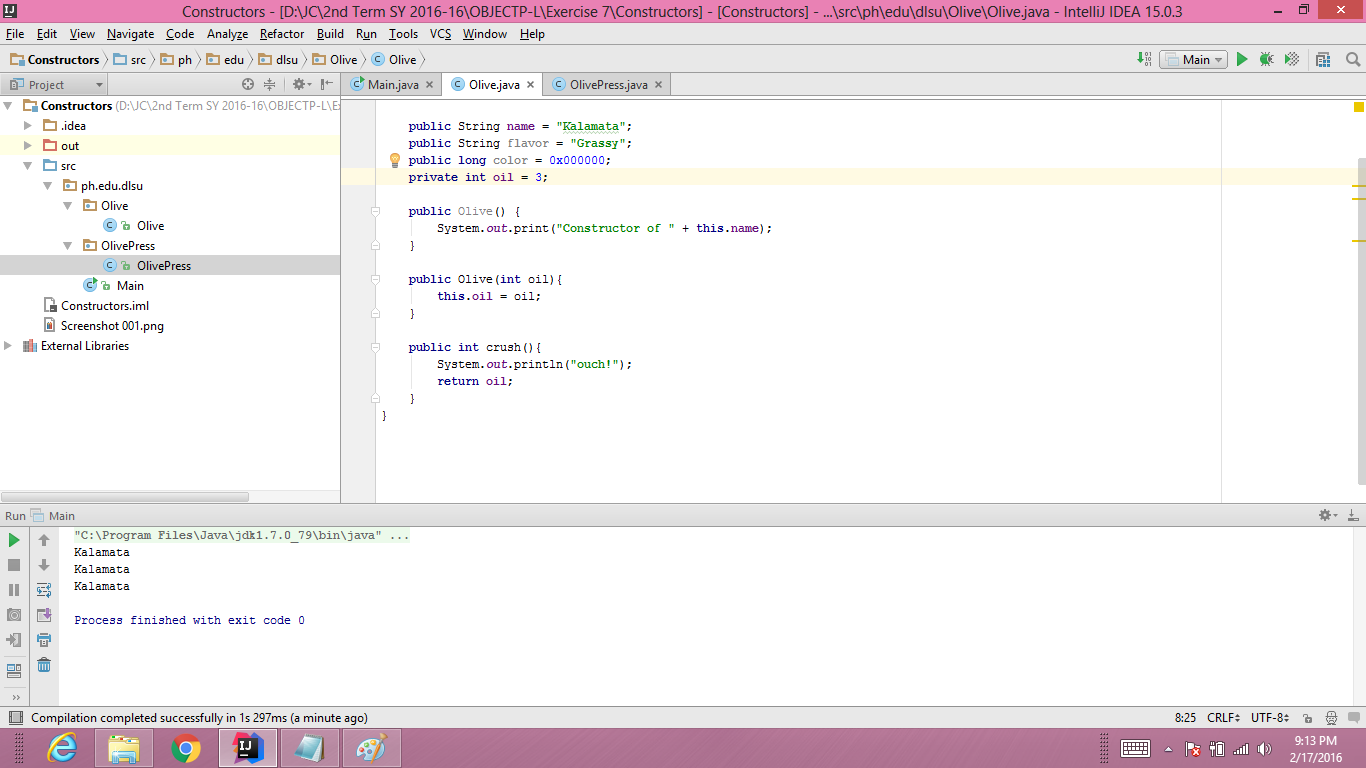 Constructors - [D:\JC\2nd Term SY 2016-16\OBJECTP-L\Exercise 7\Constructors] - [Constructors] - ...\src\ph\edu\dlsu\Olive\Olive.java - IntelliJ IDEA 15.0.3
File Edit View Navigate Code Analyze Refactor Build Run Tools VCS Window Help
Constructors src ph edu dlsu Olive Olive
Main
Project
Main.java Olive.java OlivePress.java
Constructors (D:\JC\2nd Term SY 2016-16\OBJECTP-L\E
.idea
out
src
ph.edu.dlsu
Olive
Olive
OlivePress
OlivePress
Main
Constructors.iml
Screenshot 001.png
External Libraries
public String name = "Kalamata";
public String flavor = "Grassy";
public long color = 0x000000;
private int oil = 3;
public Olive() {
System.out.print("Constructor of " + this.name);
}
public Olive(int oil){
this.oil = oil;
}
public int crush(){
System.out.println("ouch!");
return oil;
}
}
Run Main
"C:\Program Files\Java\jdk1.7.0_79\bin\java" ...
Kalamata
Kalamata
Kalamata
Process finished with exit code 0
Compilation completed successfully in 1s 297ms (a minute ago)
8:25 CRLF UTF-8
9:13 PM
2/17/2016